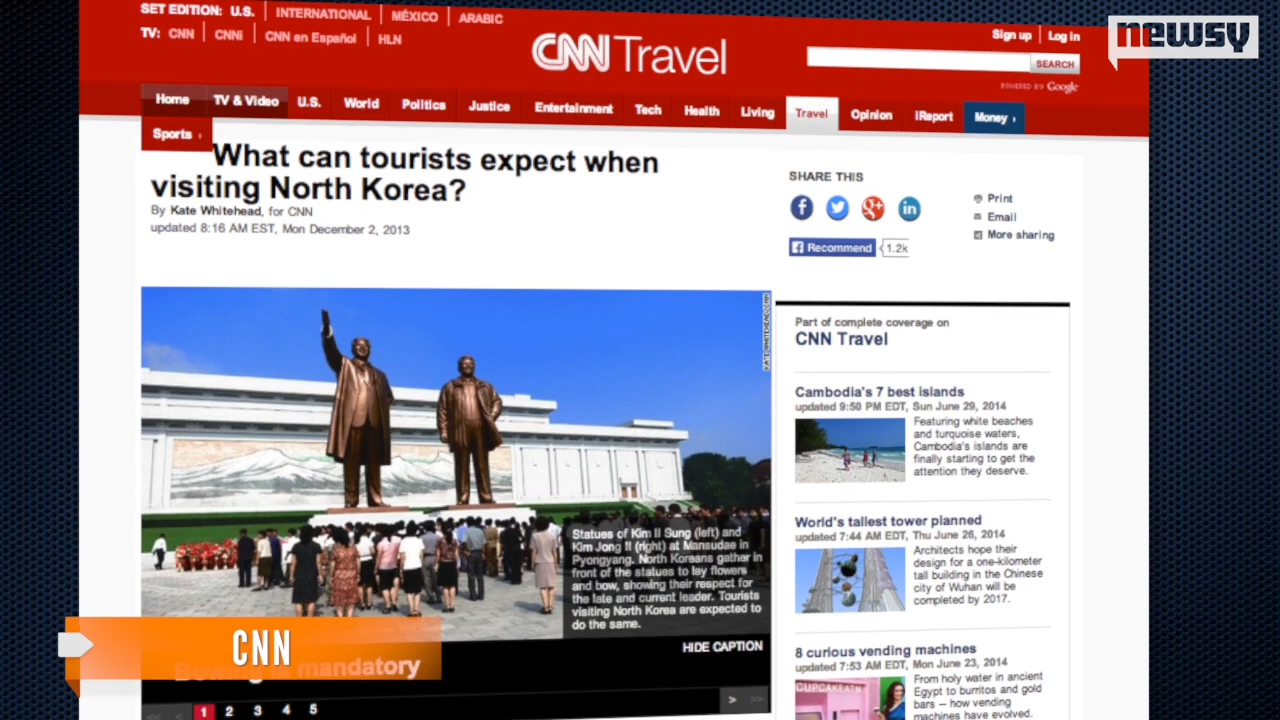 SET EDITION: U.S. INTERNATIONAL MÉXICO ARABIC
TV: CNN CNNi CNN en Español HLN
CNN Travel
Sign up Log in
SEARCH
POWERED BY Google
newsy
Home TV & Video U.S. World Politics Justice Entertainment Tech Health Living Travel Opinion iReport Money ›
Sports ›
What can tourists expect when
visiting North Korea?
By Kate Whitehead, for CNN
updated 8:16 AM EST, Mon December 2, 2013
SHARE THIS
f
g+
in
Recommend 1.2k
Print
Email
More sharing
KATE WHITEHEAD/CNN
Statues of Kim Il Sung (left) and
Kim Jong Il (right) at Mansudae in
Pyongyang. North Koreans gather in
front of the statues to lay flowers
and bow, showing their respect for
the late and current leader. Tourists
visiting North Korea are expected to
do the same.
HIDE CAPTION
CNN
mandatory
1 2 3 4 5 > >>
Part of complete coverage on
CNN Travel
Cambodia's 7 best islands
updated 9:50 PM EDT, Sun June 29, 2014
Featuring white beaches
and turquoise waters,
Cambodia's islands are
finally starting to get the
attention they deserve.
World's tallest tower planned
updated 7:44 AM EDT, Thu June 26, 2014
Architects hope their
design for a one-kilometer
tall building in the Chinese
city of Wuhan will be
completed by 2017.
8 curious vending machines
updated 7:53 AM EDT, Mon June 23, 2014
From holy water in ancient
Egypt to burritos and gold
bars — how vending
machines have evolved.